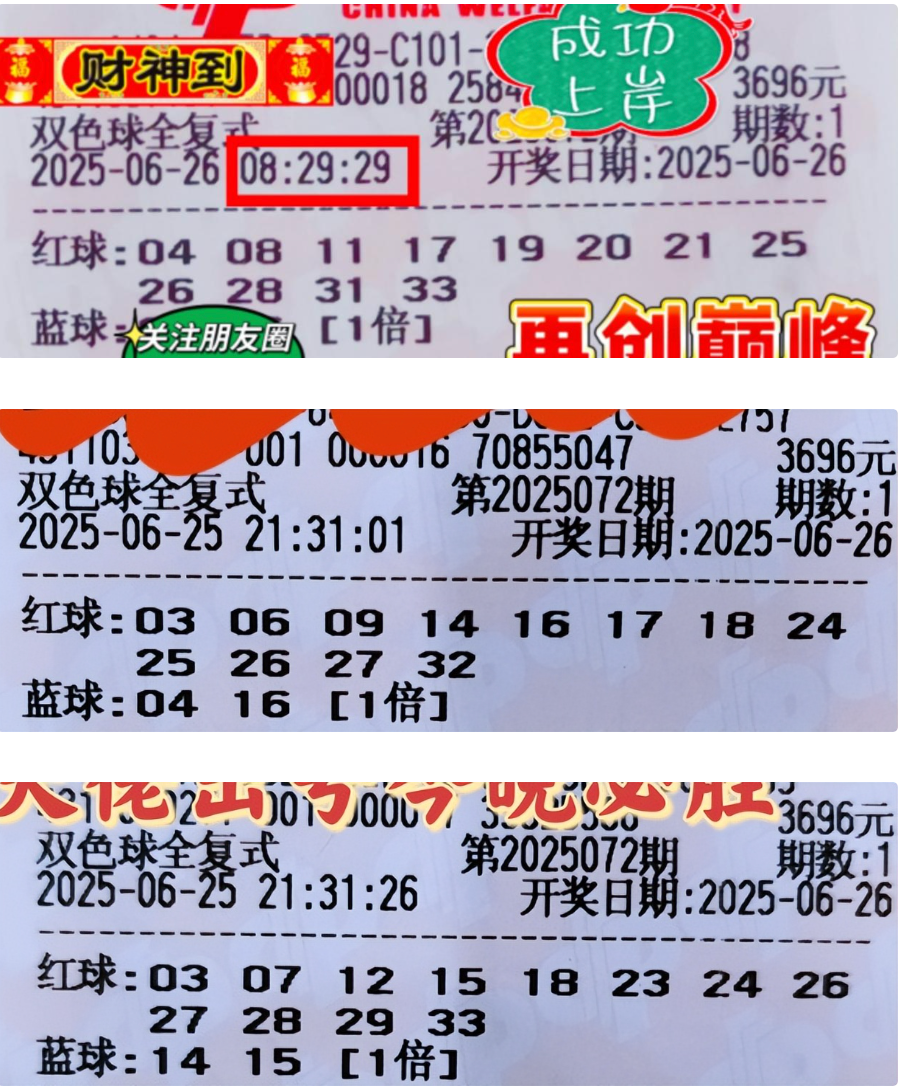 CHINA WELF
财神到
福
福
29-C101-
成功
上岸
8
00018 2584
3696元
双色球全复式
第20
期数:1
2025-06-26 08:29:29
开奖日期:2025-06-26
红球:04 08 11 17 19 20 21 25
26 28 31 33
蓝球:
关注朋友圈
[1倍]
再创巅峰
001 000016 70855047
3696元
双色球全复式
第2025072期
期数:1
2025-06-25 21:31:01
开奖日期:2025-06-26
红球:03 06 09 14 16 17 18 24
25 26 27 32
蓝球:04 16 [1倍]
大佬出号今晚必胜
3696元
双色球全复式
第2025072期
期数:1
2025-06-25 21:31:26
开奖日期:2025-06-26
红球:03 07 12 15 18 23 24 26
27 28 29 33
蓝球:14 15 [1倍]